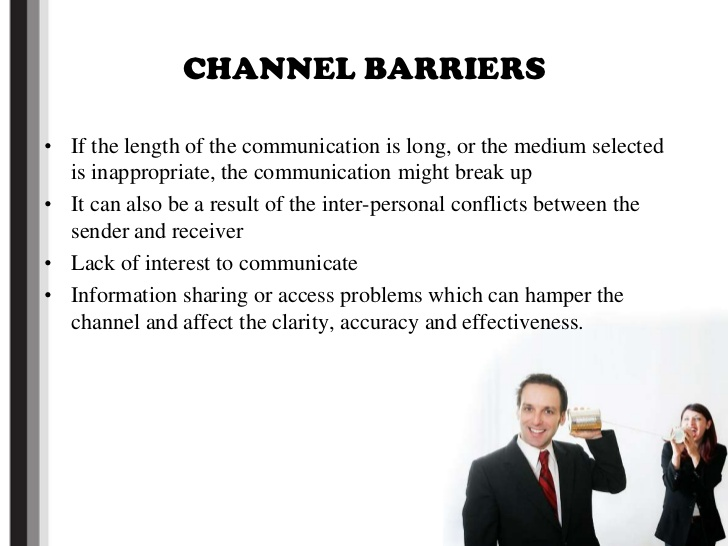 CHANNEL BARRIERS
• If the length of the communication is long, or the medium selected
is inappropriate, the communication might break up
• It can also be a result of the inter-personal conflicts between the
sender and receiver
• Lack of interest to communicate
• Information sharing or access problems which can hamper the
channel and affect the clarity, accuracy and effectiveness.